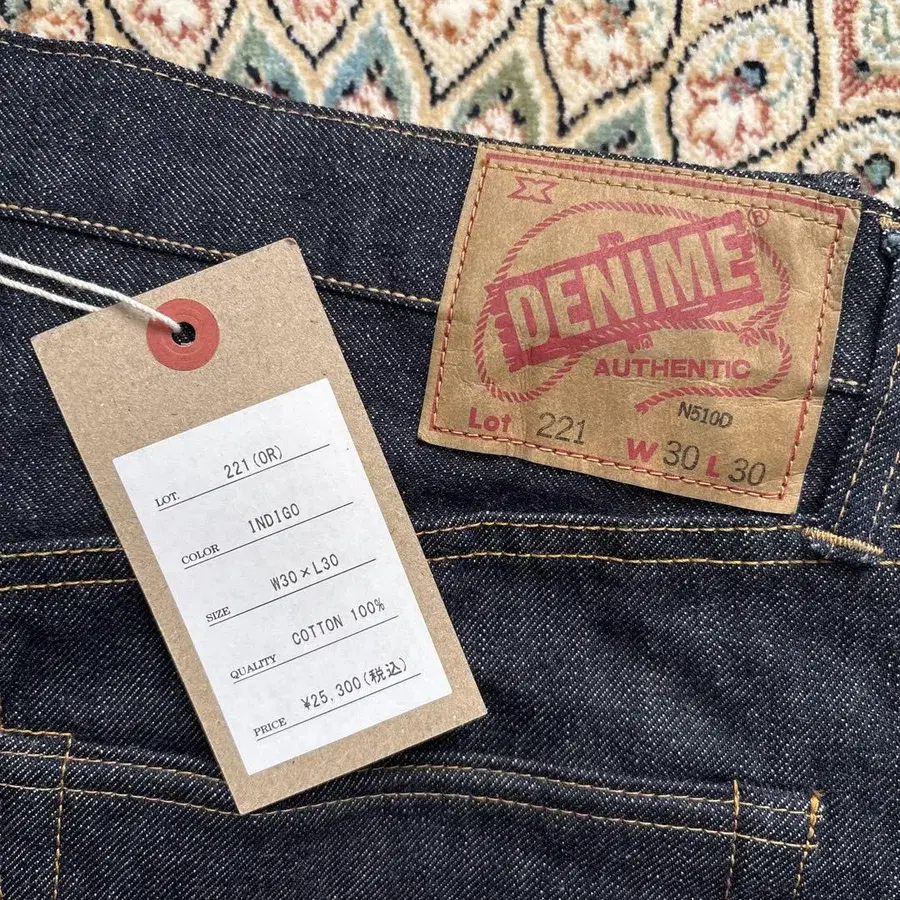 DENIME®
AUTHENTIC
N510D
Lot 221
W 30 L 30
LOT. 221(OR)
COLOR INDIGO
SIZE W30×L30
QUALITY COTTON 100%
PRICE ¥25,300(税込)